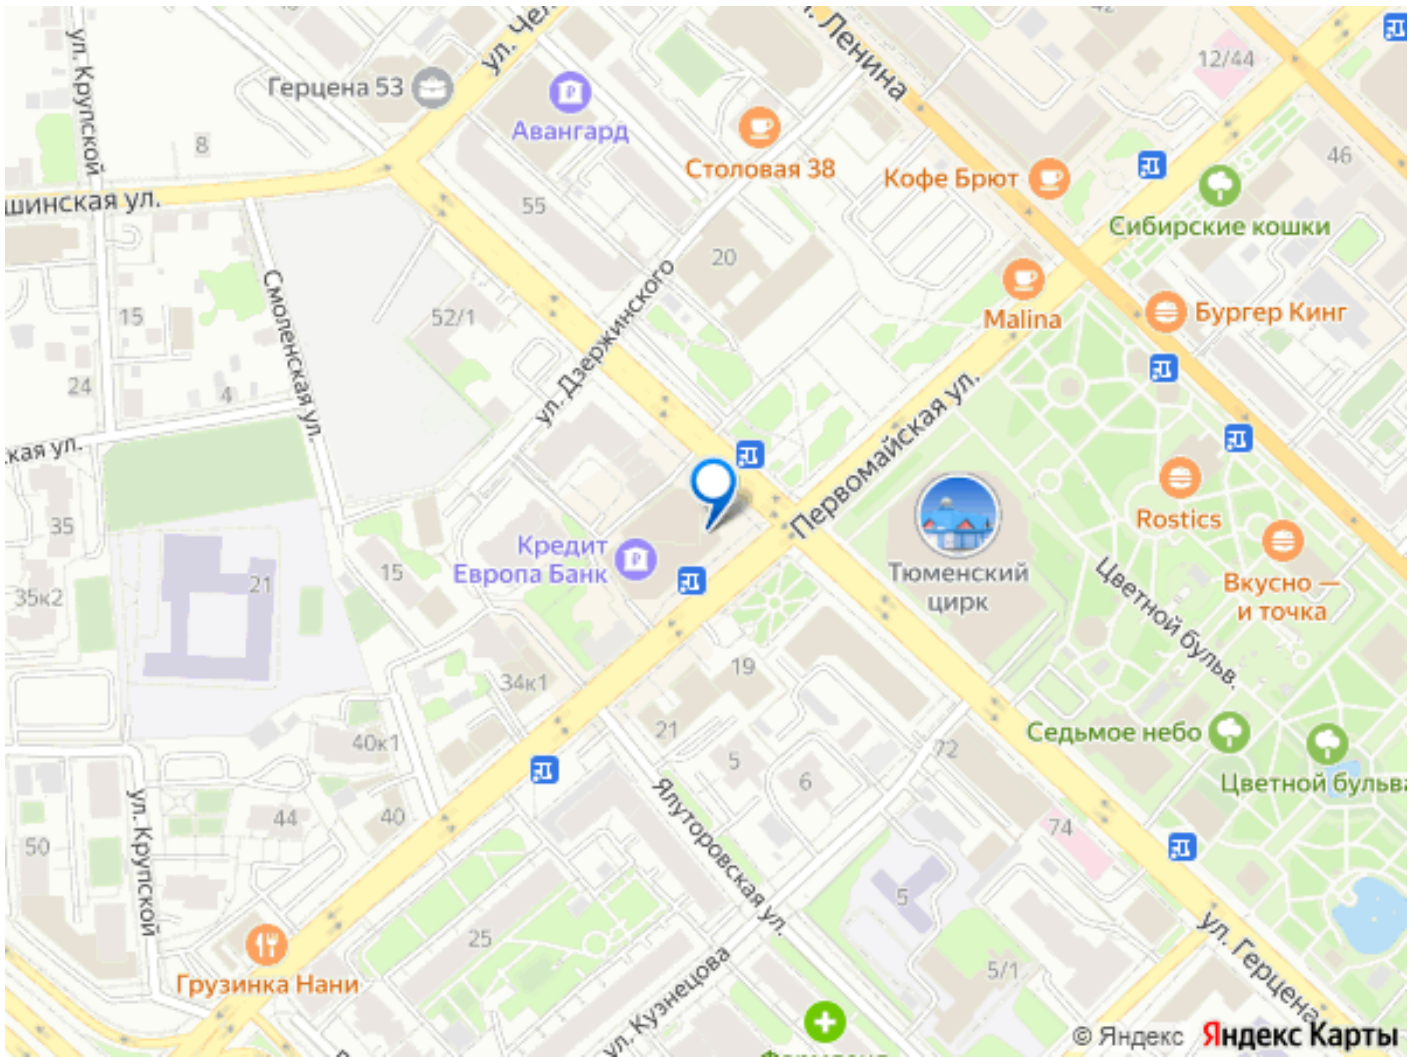 ул. Крупской
Герцена 53
ул. Чел
Авангард
ул. Ленина
12/44
8
Столовая 38
Кофе Брют
46
шинская ул.
55
Сибирские кошки
20
Смоленская ул.
15
52/1
ул. Дзержинского
Malina
Бургер Кинг
24
4
кая ул.
Первомайская ул.
35
Rostics
Кредит
Европа Банк
Тюменский
цирк
Цветной бульв.
Вкусно —
и точка
35к2
21
15
34к1
19
21
40к1
5
6
72
Седьмое небо
Цветной бульва
ул. Крупской
44
40
50
Ялуторовская ул.
74
5
25
ул. Герцена
Грузинка Нани
ул. Кузнецова
5/1
© Яндекс Яндекс Карты